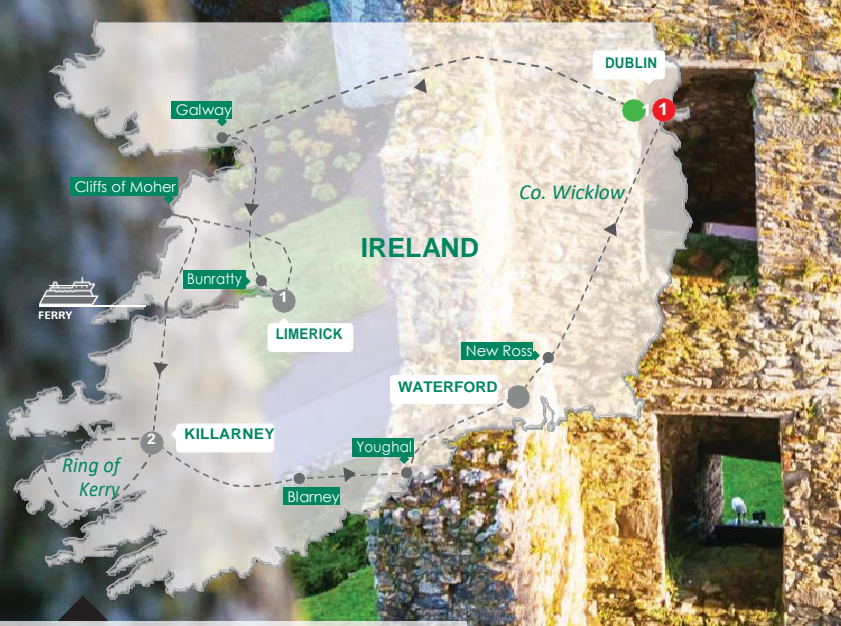 DUBLIN
1
1
Galway
Cliffs of Moher
Co. Wicklow
IRELAND
Bunratty
1
FERRY
LIMERICK
New Ross
WATERFORD
2
KILLARNEY
Youghal
Ring of
Kerry
Blarney